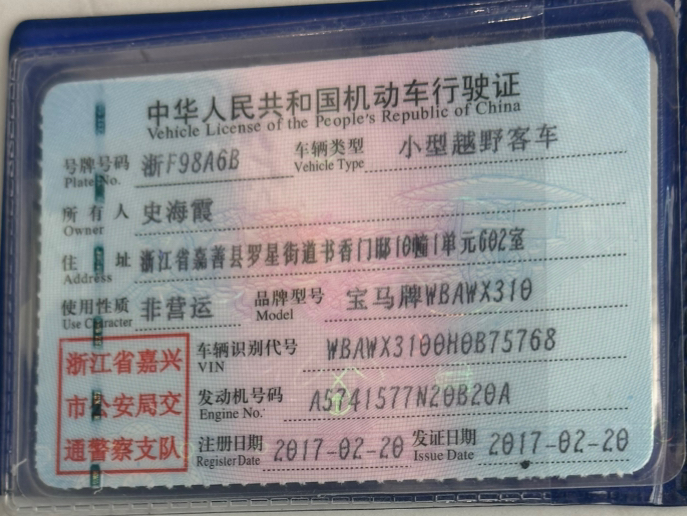 中华人民共和国机动车行驶证
Vehicle License of the People's Republic of China
号牌号码 浙F98A6B 车辆类型 小型越野客车
Plate No. Vehicle Type
所有人 史海霞
Owner
住址 浙江省嘉善县罗星街道书香门邸10幢1单元602室
Address
使用性质 非营运 品牌型号 宝马牌WBAWX310
Use Character Model
浙江省嘉兴
市公安局交
通警察支队
车辆识别代号 WBAWX3100H0B75768
VIN
发动机号码 A5741577N20B20A
Engine No.
注册日期 2017-02-20 发证日期 2017-02-20
Register Date Issue Date